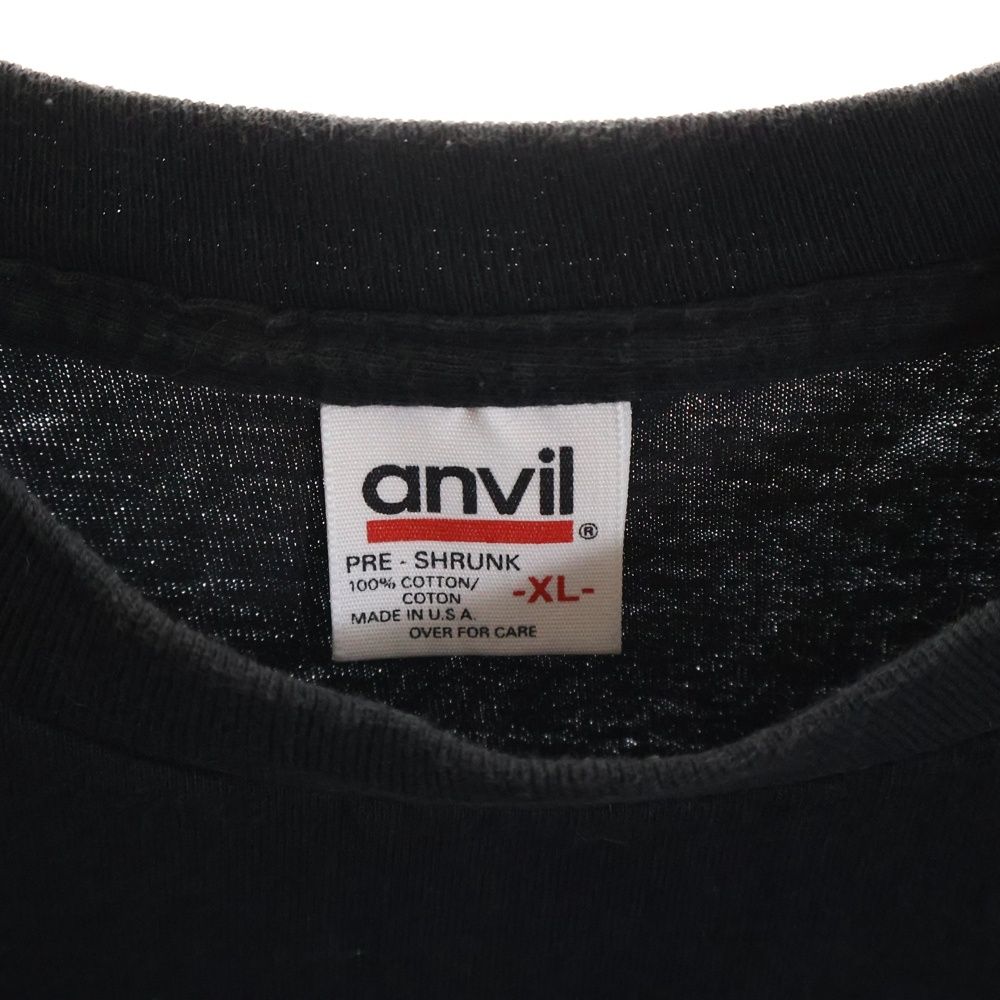 anvil®
PRE - SHRUNK
100% COTTON/
COTON
-XL-
MADE IN U.S.A.
OVER FOR CARE